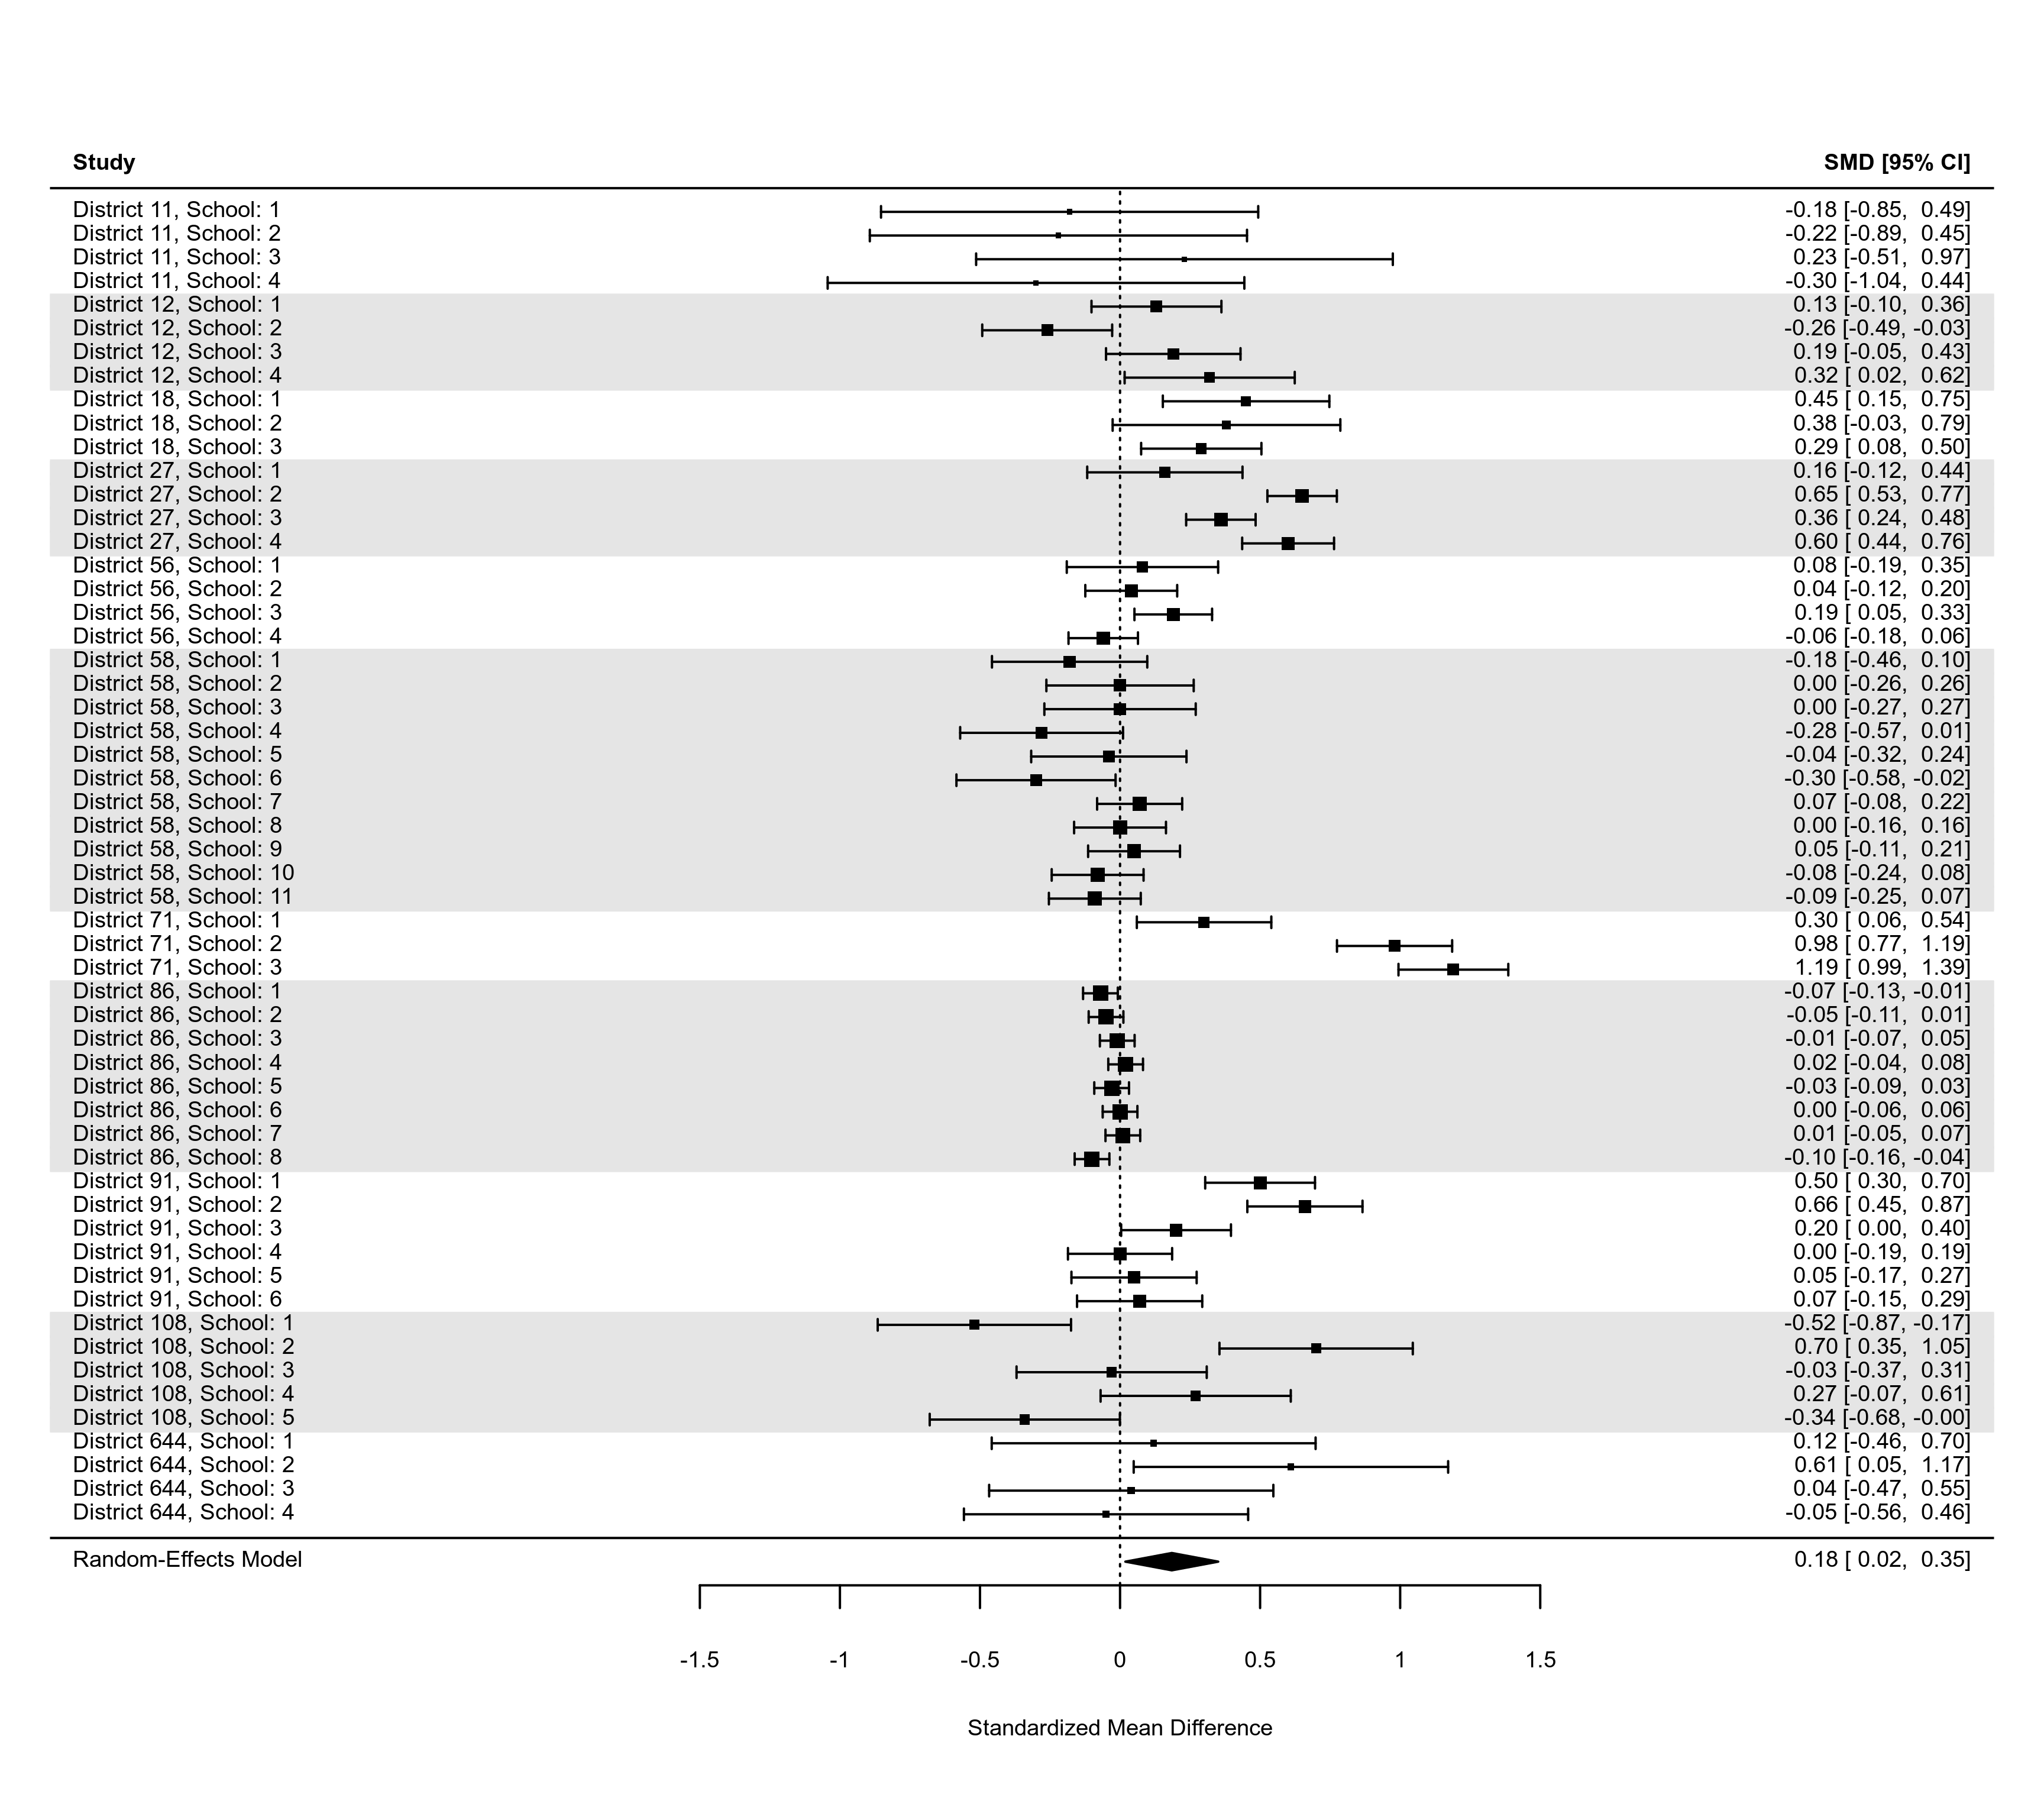 Study SMD [95% CI]
District 11, School: 1 -0.18 [-0.85, 0.49]
District 11, School: 2 -0.22 [-0.89, 0.45]
District 11, School: 3 0.23 [-0.51, 0.97]
District 11, School: 4 -0.30 [-1.04, 0.44]
District 12, School: 1 0.13 [-0.10, 0.36]
District 12, School: 2 -0.26 [-0.49, -0.03]
District 12, School: 3 0.19 [-0.05, 0.43]
District 12, School: 4 0.32 [ 0.02, 0.62]
District 18, School: 1 0.45 [ 0.15, 0.75]
District 18, School: 2 0.38 [-0.03, 0.79]
District 18, School: 3 0.29 [ 0.08, 0.50]
District 27, School: 1 0.16 [-0.12, 0.44]
District 27, School: 2 0.65 [ 0.53, 0.77]
District 27, School: 3 0.36 [ 0.24, 0.48]
District 27, School: 4 0.60 [ 0.44, 0.76]
District 56, School: 1 0.08 [-0.19, 0.35]
District 56, School: 2 0.04 [-0.12, 0.20]
District 56, School: 3 0.19 [ 0.05, 0.33]
District 56, School: 4 -0.06 [-0.18, 0.06]
District 58, School: 1 -0.18 [-0.46, 0.10]
District 58, School: 2 0.00 [-0.26, 0.26]
District 58, School: 3 0.00 [-0.27, 0.27]
District 58, School: 4 -0.28 [-0.57, 0.01]
District 58, School: 5 -0.04 [-0.32, 0.24]
District 58, School: 6 -0.30 [-0.58, -0.02]
District 58, School: 7 0.07 [-0.08, 0.22]
District 58, School: 8 0.00 [-0.16, 0.16]
District 58, School: 9 0.05 [-0.11, 0.21]
District 58, School: 10 -0.08 [-0.24, 0.08]
District 58, School: 11 -0.09 [-0.25, 0.07]
District 71, School: 1 0.30 [ 0.06, 0.54]
District 71, School: 2 0.98 [ 0.77, 1.19]
District 71, School: 3 1.19 [ 0.99, 1.39]
District 86, School: 1 -0.07 [-0.13, -0.01]
District 86, School: 2 -0.05 [-0.11, 0.01]
District 86, School: 3 -0.01 [-0.07, 0.05]
District 86, School: 4 0.02 [-0.04, 0.08]
District 86, School: 5 -0.03 [-0.09, 0.03]
District 86, School: 6 0.00 [-0.06, 0.06]
District 86, School: 7 0.01 [-0.05, 0.07]
District 86, School: 8 -0.10 [-0.16, -0.04]
District 91, School: 1 0.50 [ 0.30, 0.70]
District 91, School: 2 0.66 [ 0.45, 0.87]
District 91, School: 3 0.20 [ 0.00, 0.40]
District 91, School: 4 0.00 [-0.19, 0.19]
District 91, School: 5 0.05 [-0.17, 0.27]
District 91, School: 6 0.07 [-0.15, 0.29]
District 108, School: 1 -0.52 [-0.87, -0.17]
District 108, School: 2 0.70 [ 0.35, 1.05]
District 108, School: 3 -0.03 [-0.37, 0.31]
District 108, School: 4 0.27 [-0.07, 0.61]
District 108, School: 5 -0.34 [-0.68, -0.00]
District 644, School: 1 0.12 [-0.46, 0.70]
District 644, School: 2 0.61 [ 0.05, 1.17]
District 644, School: 3 0.04 [-0.47, 0.55]
District 644, School: 4 -0.05 [-0.56, 0.46]
Random-Effects Model 0.18 [ 0.02, 0.35]
-1.5 -1 -0.5 0 0.5 1 1.5
Standardized Mean Difference